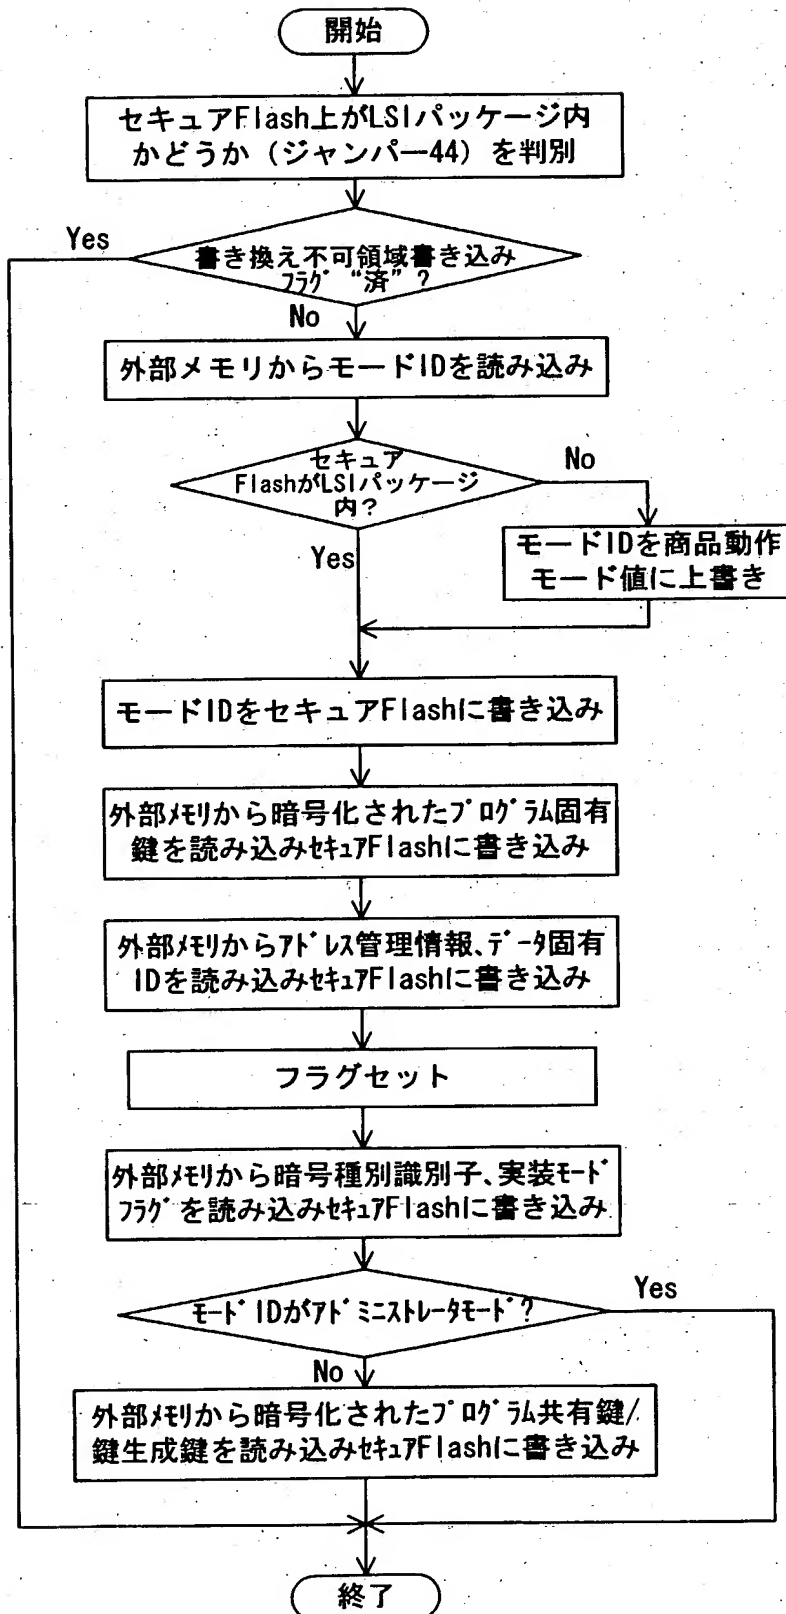 開始
セキュアFlash上がLSIパッケージ内
かどうか（ジャンパー44）を判別
Yes
書き換え不可領域書き込み
ﾌﾗｸﾞ “済”？
No
外部メモリからモードIDを読み込み
セキュア
FlashがLSIパッケージ
内？
No
モードIDを商品動作
モード値に上書き
Yes
モードIDをセキュアFlashに書き込み
外部メモリから暗号化されたﾌﾟﾛｸﾞﾗﾑ固有
鍵を読み込みｾｷｭｱFlashに書き込み
外部ﾒﾓﾘからｱﾄﾞﾚｽ管理情報、ﾃﾞｰﾀ固有
IDを読み込みｾｷｭｱFlashに書き込み
フラグセット
外部ﾒﾓﾘから暗号種別識別子、実装ﾓｰﾄﾞ
ﾌﾗｸﾞを読み込みｾｷｭｱFlashに書き込み
ﾓｰﾄﾞIDがｱﾄﾞﾐﾆｽﾄﾚｰﾀﾓｰﾄﾞ？
Yes
No
外部ﾒﾓﾘから暗号化されたﾌﾟﾛｸﾞﾗﾑ共有鍵/
鍵生成鍵を読み込みｾｷｭｱFlashに書き込み
終了